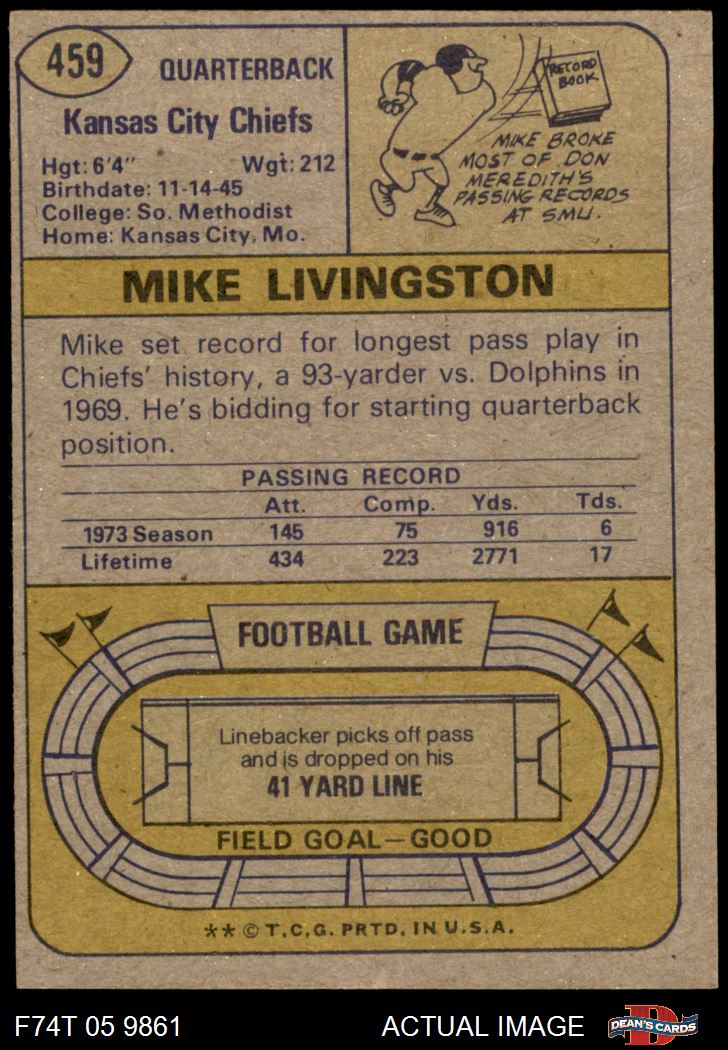 459
QUARTERBACK
Kansas City Chiefs
Hgt: 6'4" Wgt: 212
Birthdate: 11-14-45
College: So. Methodist
Home: Kansas City, Mo.
RECORD
BOOK
MIKE BROKE
MOST OF DON
MEREDITH'S
PASSING RECORDS
AT SMU.
MIKE LIVINGSTON
Mike set record for longest pass play in
Chiefs' history, a 93-yarder vs. Dolphins in
1969. He's bidding for starting quarterback
position.
PASSING RECORD
Att. Comp. Yds. Tds.
1973 Season 145 75 916 6
Lifetime 434 223 2771 17
FOOTBALL GAME
Linebacker picks off pass
and is dropped on his
41 YARD LINE
FIELD GOAL—GOOD
** © T.C.G. PRTD. IN U.S.A.
F74T 05 9861 ACTUAL IMAGE D DEAN'S CARDS